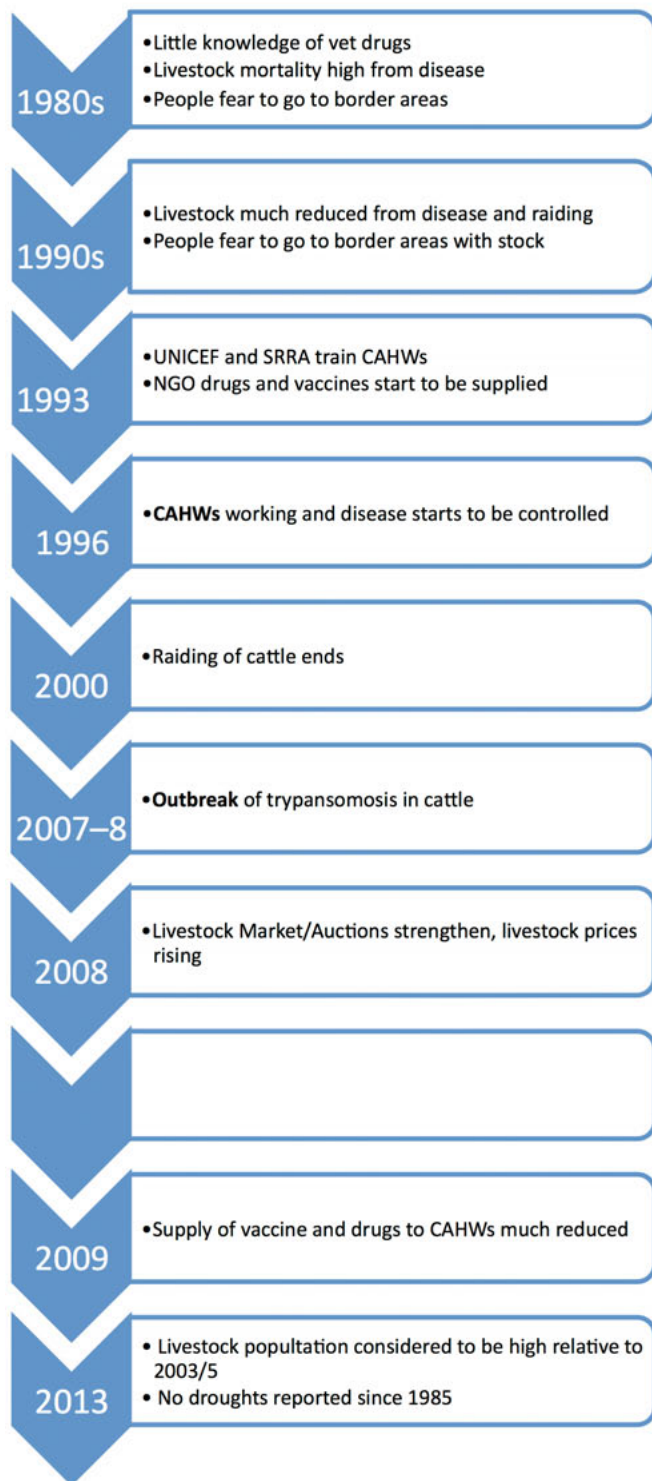 1980s
•Little knowledge of vet drugs
•Livestock mortality high from disease
•People fear to go to border areas
1990s
•Livestock much reduced from disease and raiding
•People fear to go to border areas with stock
1993
•UNICEF and SRRA train CAHWs
•NGO drugs and vaccines start to be supplied
1996
•CAHWs working and disease starts to be controlled
2000
•Raiding of cattle ends
2007–8
•Outbreak of trypansomosis in cattle
2008
•Livestock Market/Auctions strengthen, livestock prices
rising
2009
•Supply of vaccine and drugs to CAHWs much reduced
2013
• Livestock popultation considered to be high relative to
2003/5
• No droughts reported since 1985